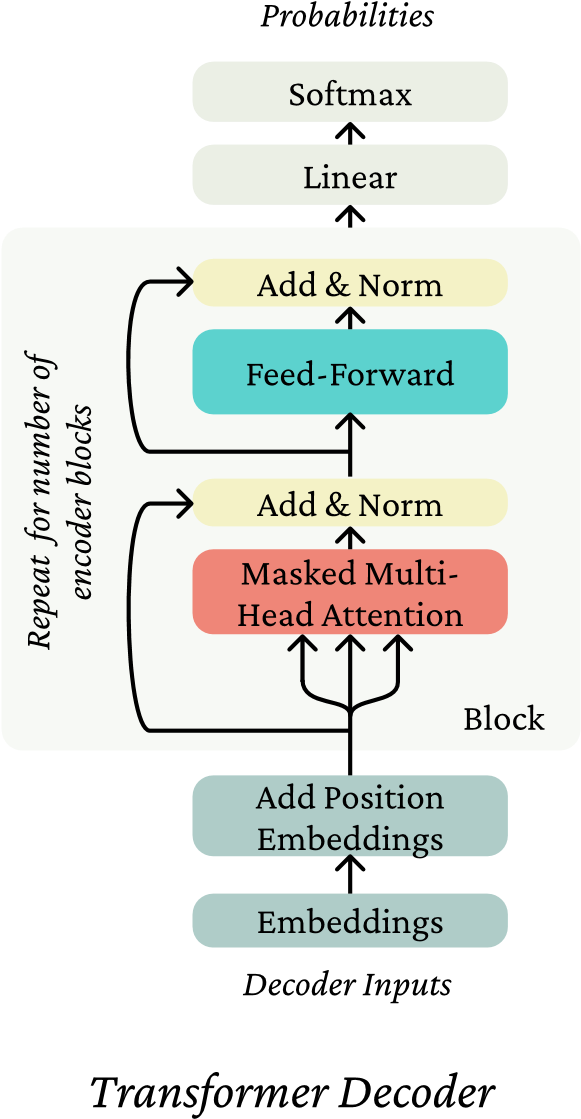 Probabilities
Softmax
Linear
Add & Norm
Feed-Forward
Repeat for number of
encoder blocks
Add & Norm
Masked Multi-
Head Attention
Block
Add Position
Embeddings
Embeddings
Decoder Inputs
Transformer Decoder